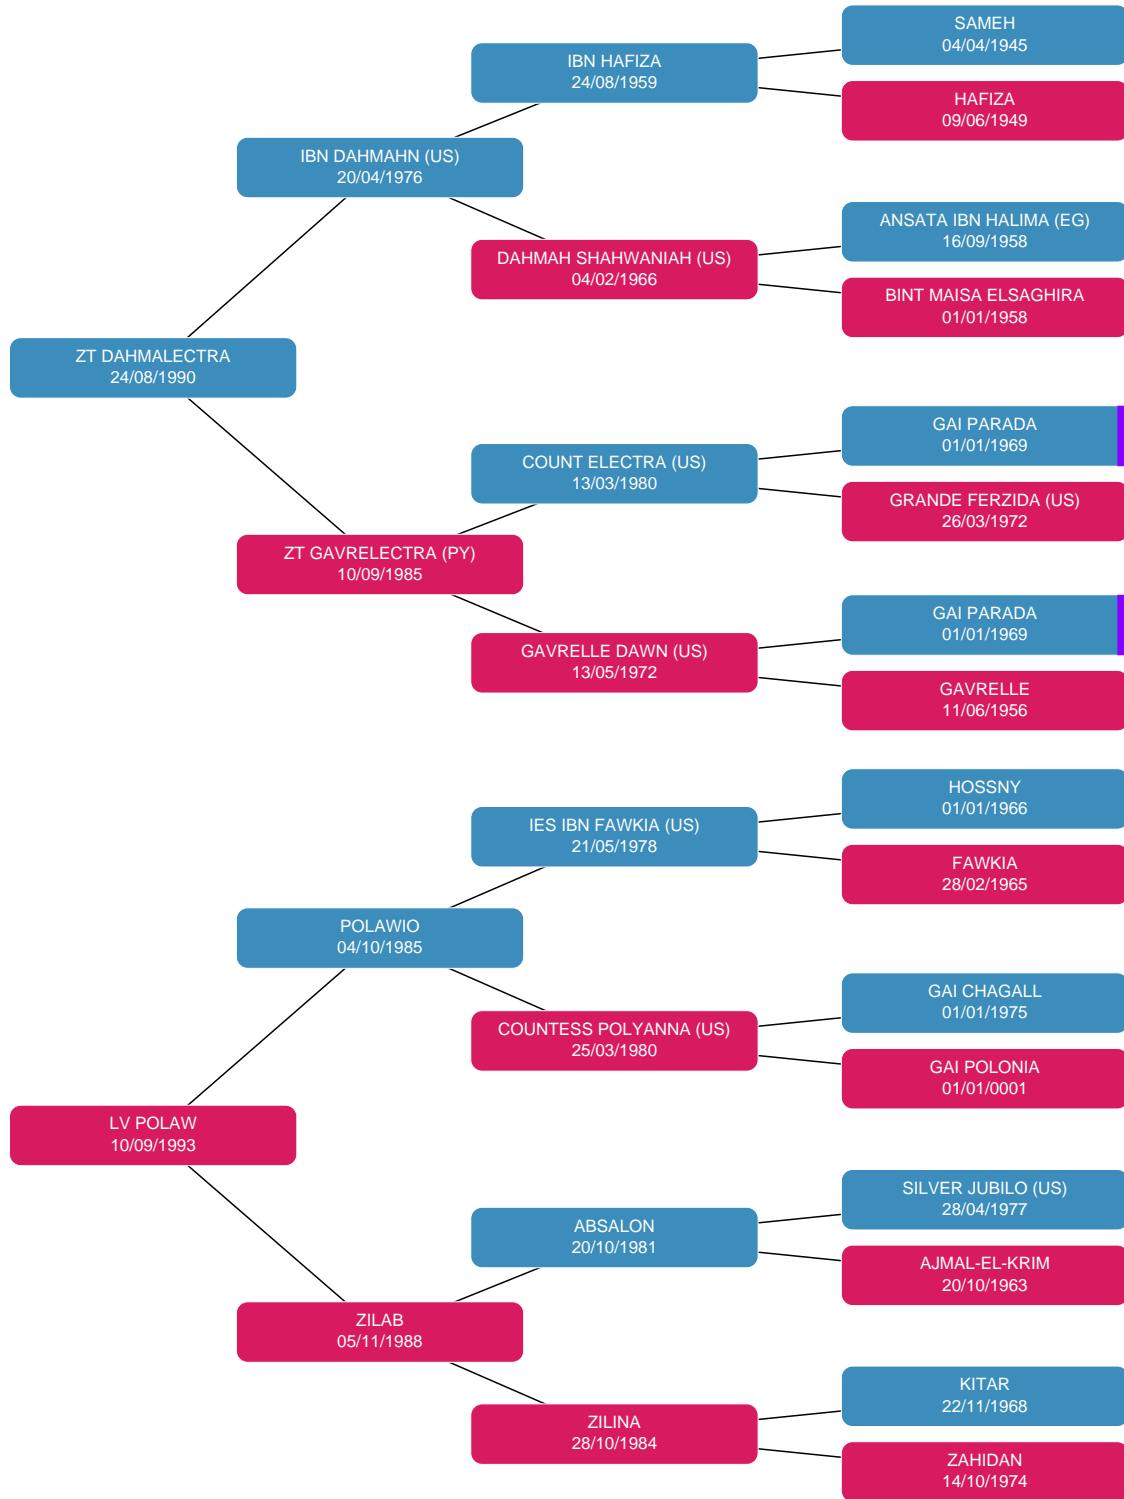 SAMEH
04/04/1945
IBN HAFIZA
24/08/1959
HAFIZA
09/06/1949
IBN DAHMAHN (US)
20/04/1976
ANSATA IBN HALIMA (EG)
16/09/1958
DAHMAH SHAHWANIAH (US)
04/02/1966
BINT MAISA ELSAGHIRA
01/01/1958
ZT DAHMALECTRA
24/08/1990
GAI PARADA
01/01/1969
COUNT ELECTRA (US)
13/03/1980
GRANDE FERZIDA (US)
26/03/1972
ZT GAVRELECTRA (PY)
10/09/1985
GAI PARADA
01/01/1969
GAVRELLE DAWN (US)
13/05/1972
GAVRELLE
11/06/1956
HOSSNY
01/01/1966
IES IBN FAWKIA (US)
21/05/1978
FAWKIA
28/02/1965
POLAWIO
04/10/1985
GAI CHAGALL
01/01/1975
COUNTESS POLYANNA (US)
25/03/1980
GAI POLONIA
01/01/0001
LV POLAW
10/09/1993
SILVER JUBILO (US)
28/04/1977
ABSALON
20/10/1981
AJMAL-EL-KRIM
20/10/1963
ZILAB
05/11/1988
KITAR
22/11/1968
ZILINA
28/10/1984
ZAHIDAN
14/10/1974